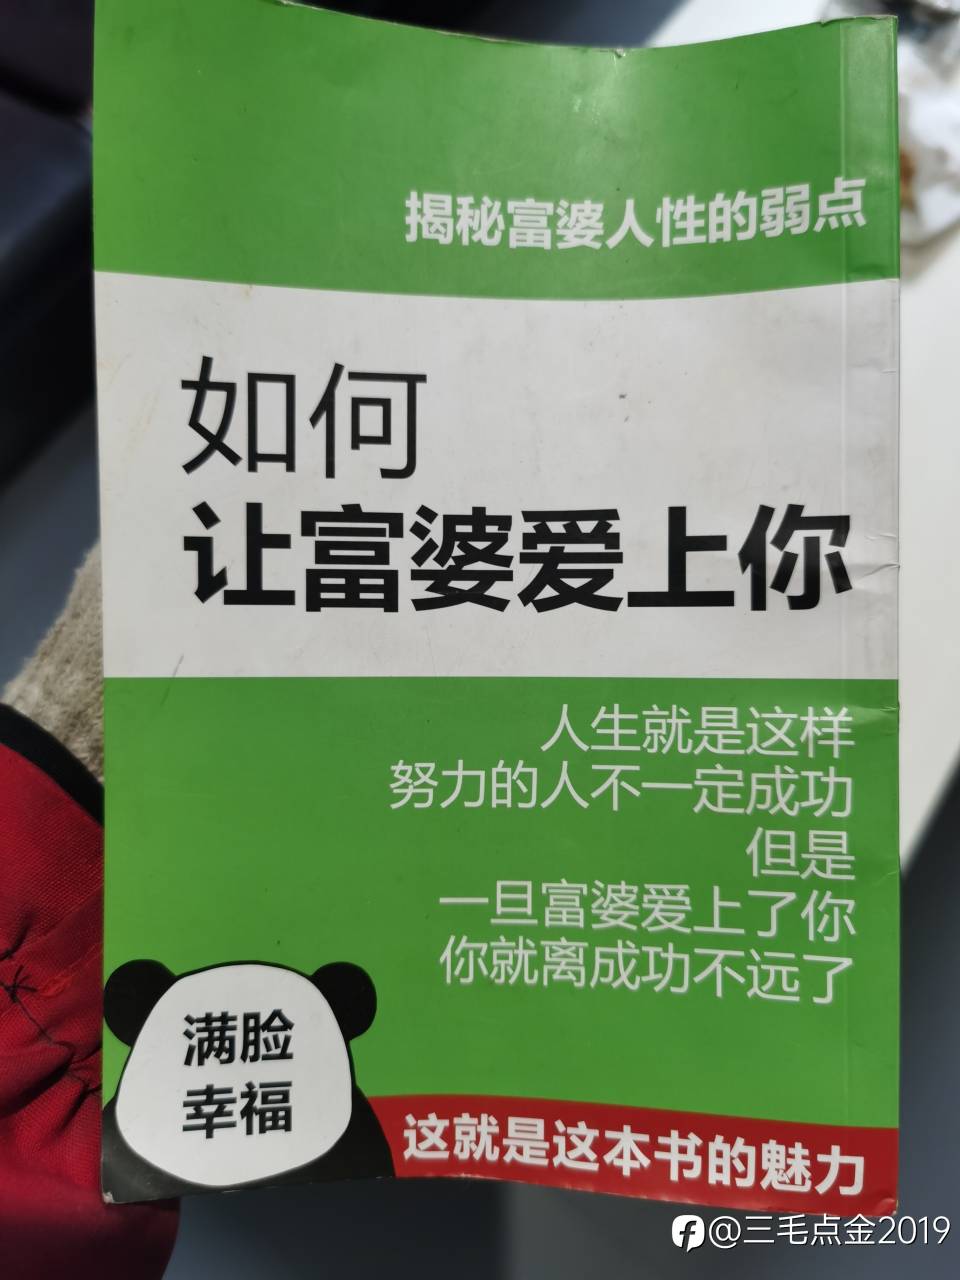 揭秘富婆人性的弱点
如何
让富婆爱上你
人生就是这样
努力的人不一定成功
但是
一旦富婆爱上了你
你就离成功不远了
满脸
幸福
这就是这本书的魅力
@三毛点金2019